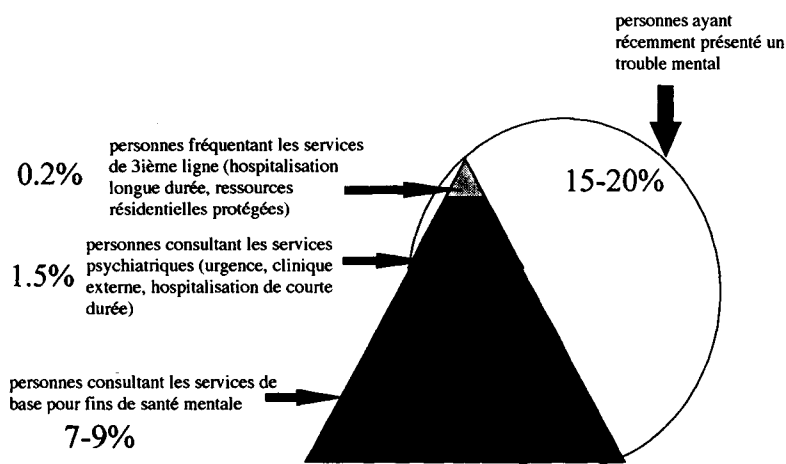 personnes ayant
récemment présenté un
trouble mental
15-20%
0.2%
personnes fréquentant les services
de 3ième ligne (hospitalisation
longue durée, ressources
résidentielles protégées)
1.5%
personnes consultant les services
psychiatriques (urgence, clinique
externe, hospitalisation de courte
durée)
personnes consultant les services de
base pour fins de santé mentale
7-9%